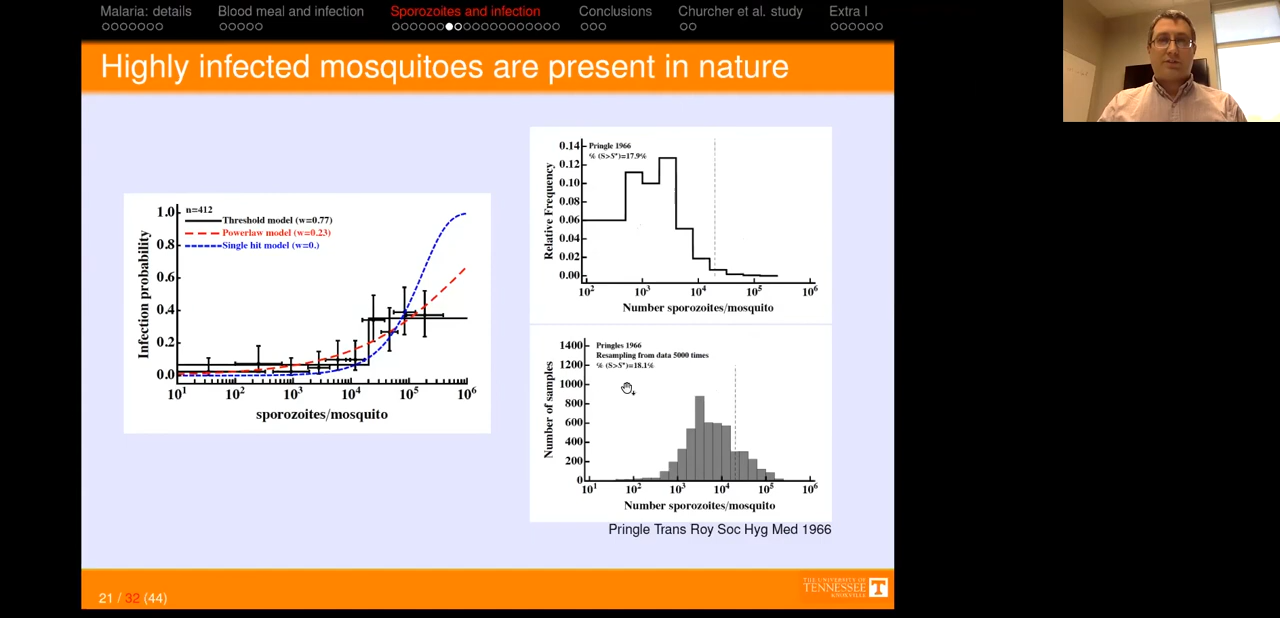 Malaria: details
Blood meal and infection
Sporozoites and infection
Conclusions
Churcher et al. study
Extra I
Highly infected mosquitoes are present in nature
n=412
Threshold model (w=0.77)
Powerlaw model (w=0.23)
Single hit model (w=0.)
Infection probability
1.0
0.8
0.6
0.4
0.2
0.0
10¹ 10² 10³ 10⁴ 10⁵ 10⁶
sporozoites/mosquito
Pringle 1966
% (S>S*)=17.9%
Relative Frequency
0.14
0.12
0.10
0.08
0.06
0.04
0.02
0.00
10² 10³ 10⁴ 10⁵ 10⁶
Number sporozoites/mosquito
Pringles 1966
Resampling from data 5000 times
% (S>S*)=18.1%
Number of samples
1400
1200
1000
800
600
400
200
0
10¹ 10² 10³ 10⁴ 10⁵ 10⁶
Number sporozoites/mosquito
Pringle Trans Roy Soc Hyg Med 1966
21 / 32 (44)
THE UNIVERSITY OF
TENNESSEE
KNOXVILLE
T